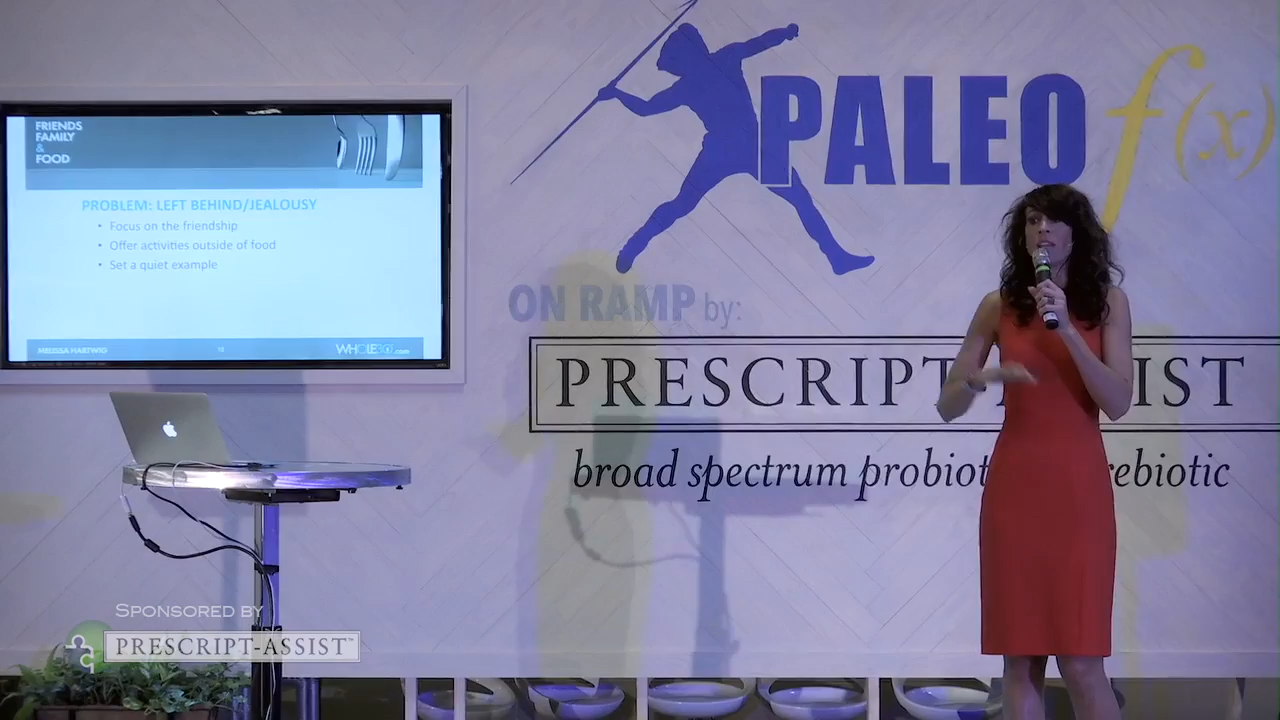 FRIENDS
FAMILY
&
FOOD
PROBLEM: LEFT BEHIND/JEALOUSY
• Focus on the friendship
• Offer activities outside of food
• Set a quiet example
MELISSA HARTWIG
WHOLE30.com
PALEO f(x)
ON RAMP by:
PRESCRIPT-A IST
broad spectrum probiot rebiotic
SPONSORED BY
PRESCRIPT-ASSIST™